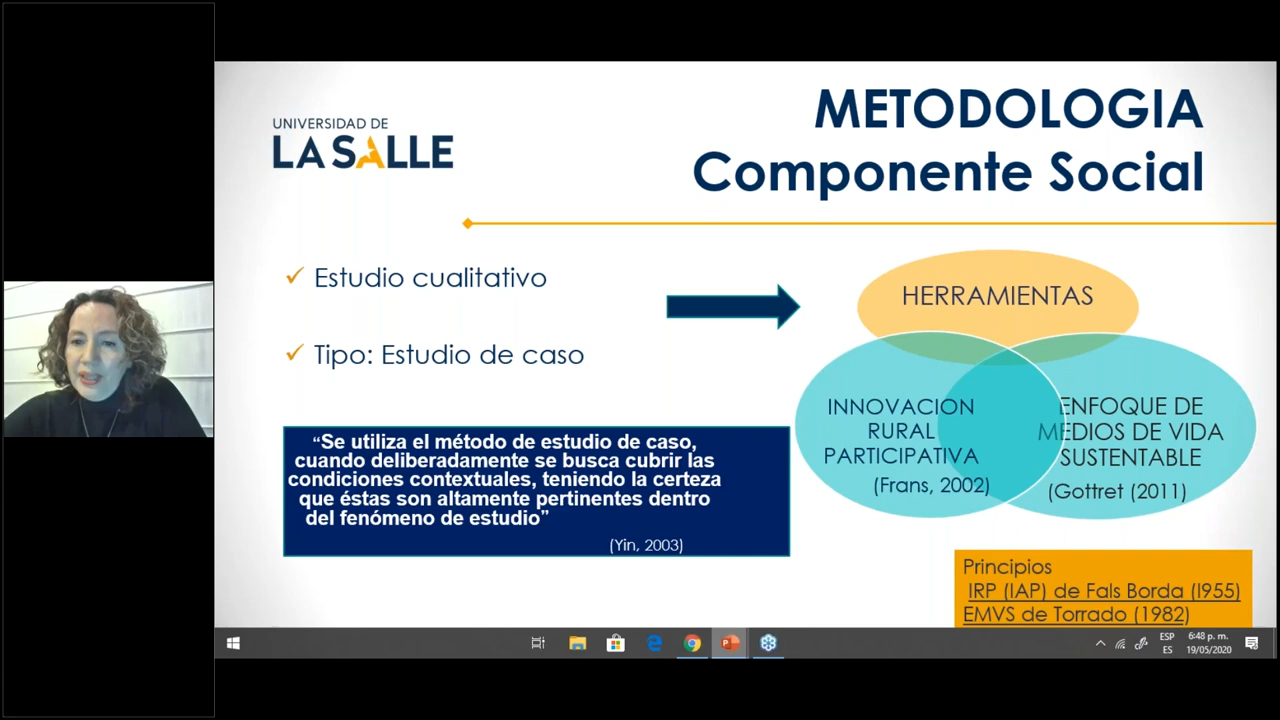 UNIVERSIDAD DE
LA SALLE
METODOLOGIA
Componente Social
✓ Estudio cualitativo
✓ Tipo: Estudio de caso
“Se utiliza el método de estudio de caso,
cuando deliberadamente se busca cubrir las
condiciones contextuales, teniendo la certeza
que éstas son altamente pertinentes dentro
del fenómeno de estudio”
(Yin, 2003)
HERRAMIENTAS
INNOVACION
RURAL
PARTICIPATIVA
(Frans, 2002)
ENFOQUE DE
MEDIOS DE VIDA
SUSTENTABLE
(Gottret (2011)
Principios
IRP (IAP) de Fals Borda (l955)
EMVS de Torrado (1982)
ESP
ES
6:48 p. m.
19/05/2020